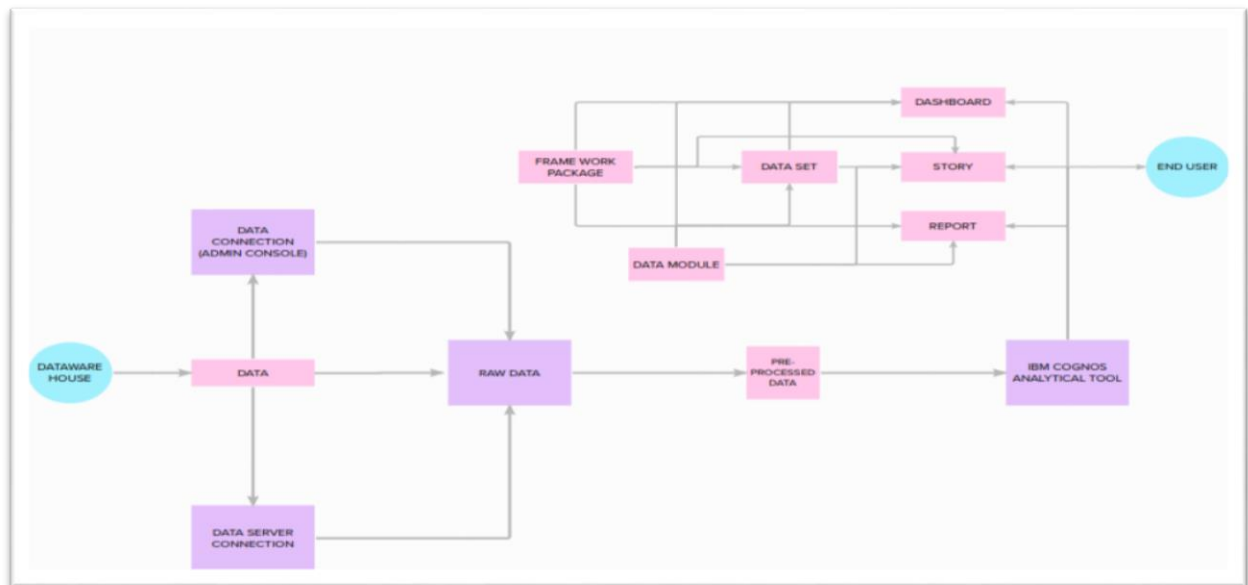 DASHBOARD
FRAME WORK
PACKAGE
DATA SET
STORY
END USER
REPORT
DATA MODULE
DATA
CONNECTION
(ADMIN CONSOLE)
DATAWARE
HOUSE
DATA
RAW DATA
PRE-
PROCESSED
DATA
IBM COGNOS
ANALYTICAL TOOL
DATA SERVER
CONNECTION